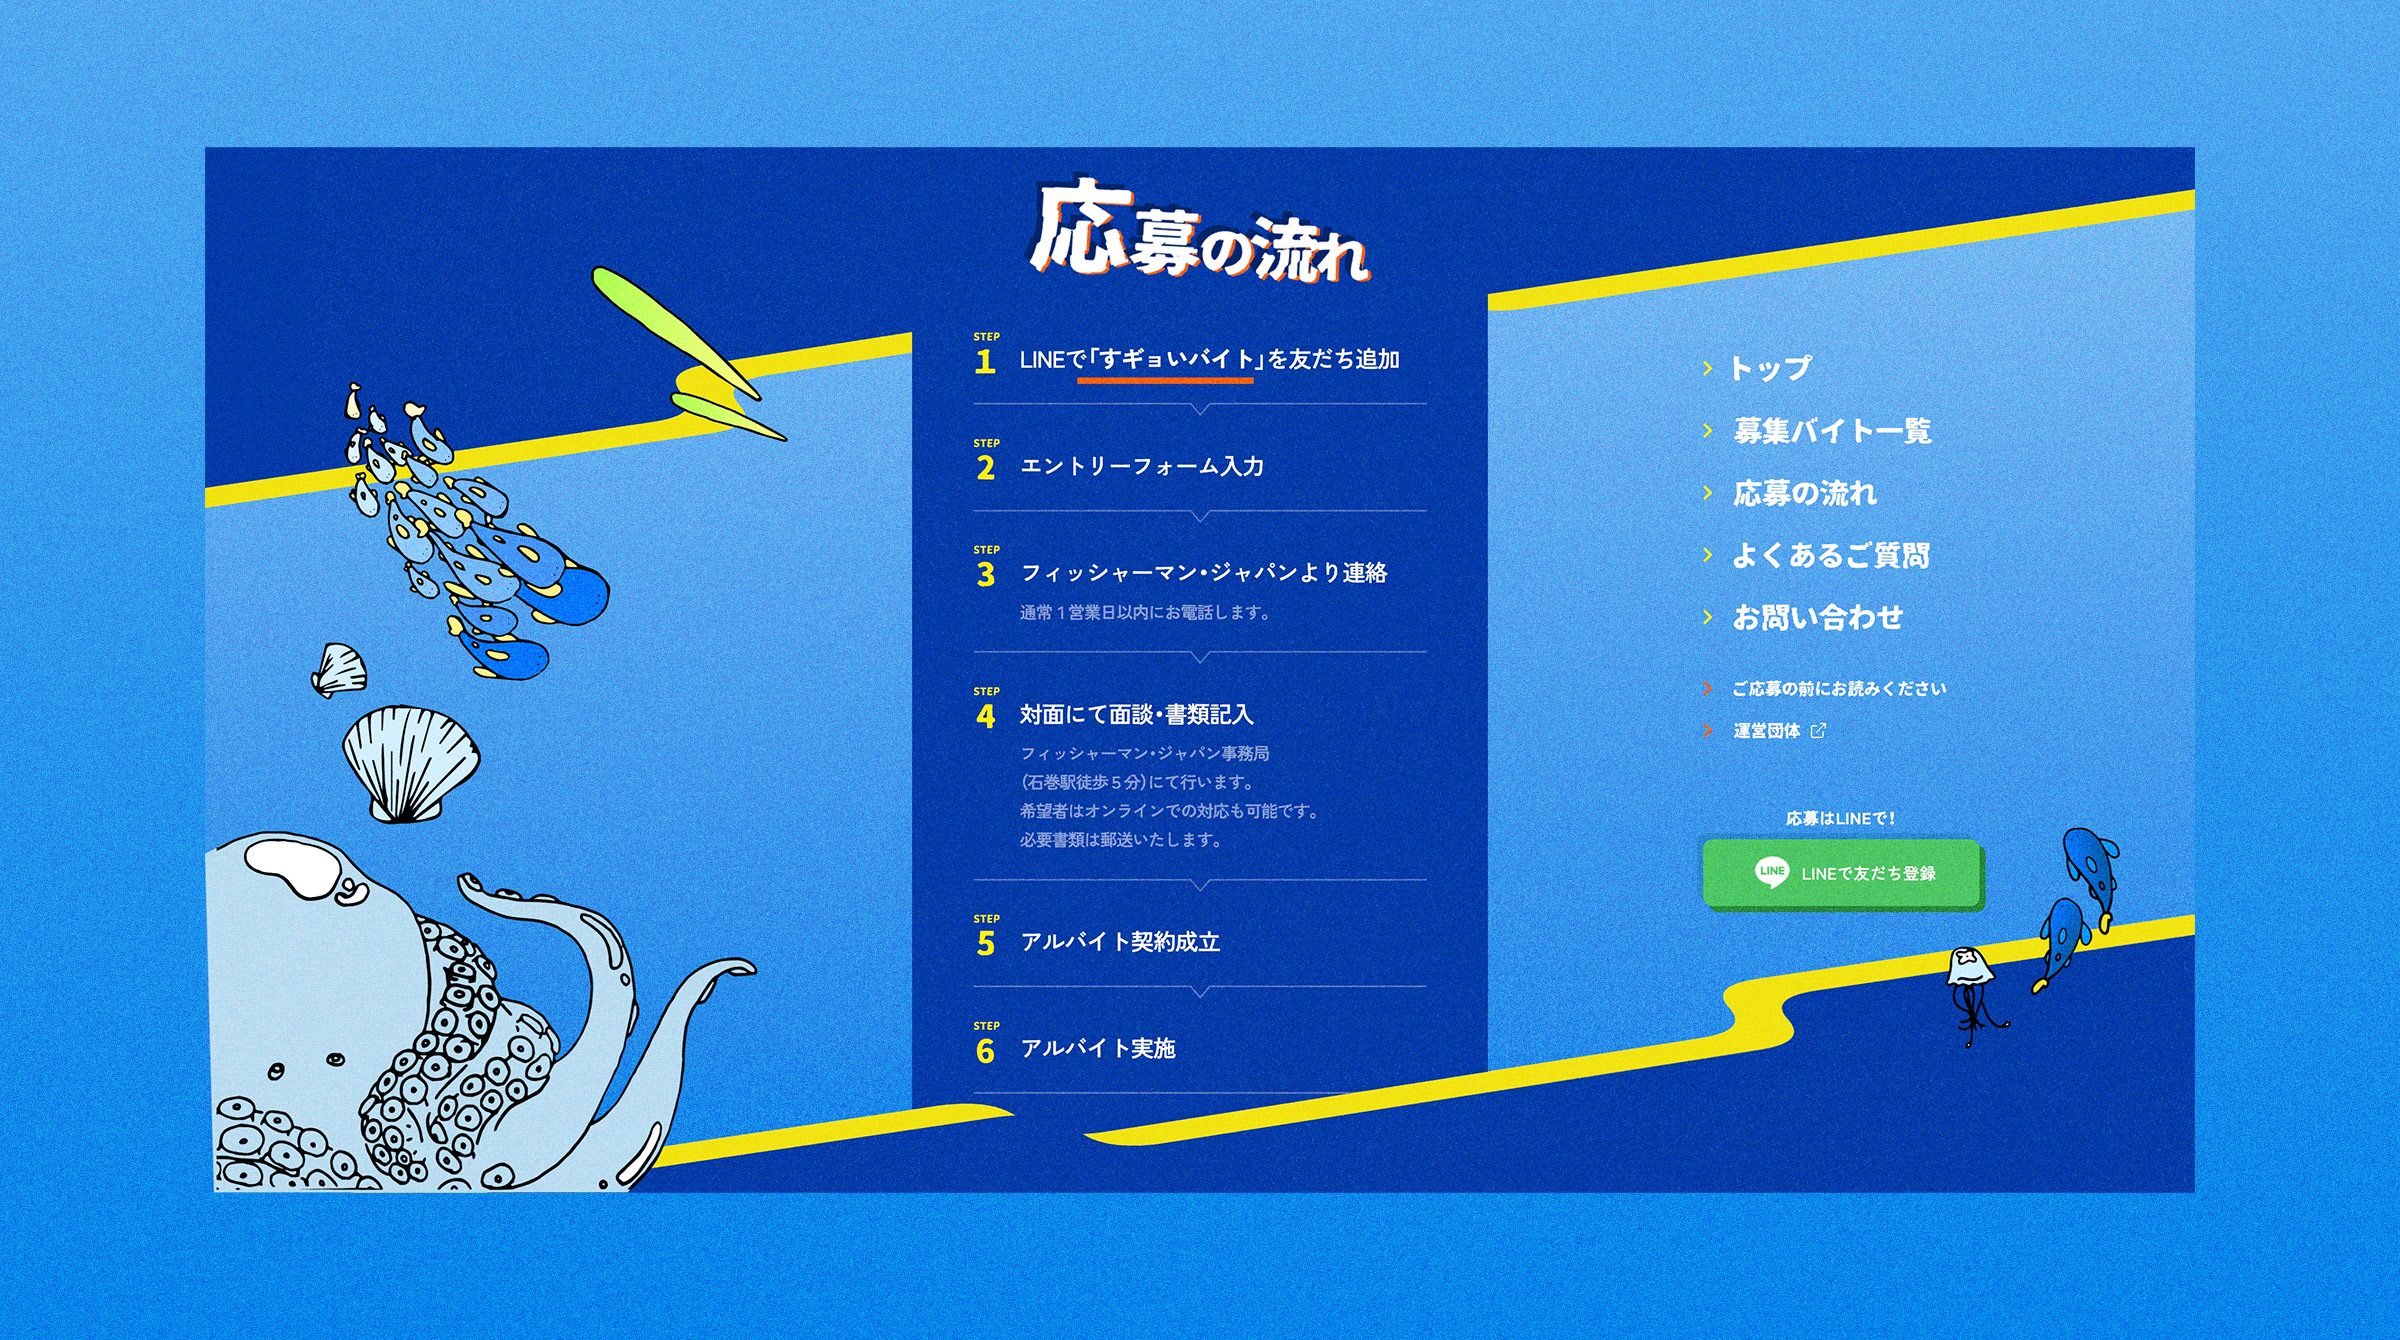 応募の流れ
STEP
1
LINEで「すギョいバイト」を友だち追加
STEP
2
エントリーフォーム入力
STEP
3
フィッシャーマン・ジャパンより連絡
通常1営業日以内にお電話します。
STEP
4
対面にて面談・書類記入
フィッシャーマン・ジャパン事務局
(石巻駅徒歩5分)にて行います。
希望者はオンラインでの対応も可能です。
必要書類は郵送いたします。
STEP
5
アルバイト契約成立
STEP
6
アルバイト実施
トップ
募集バイト一覧
応募の流れ
よくあるご質問
お問い合わせ
ご応募の前にお読みください
運営団体
応募はLINEで!
LINE
LINEで友だち登録